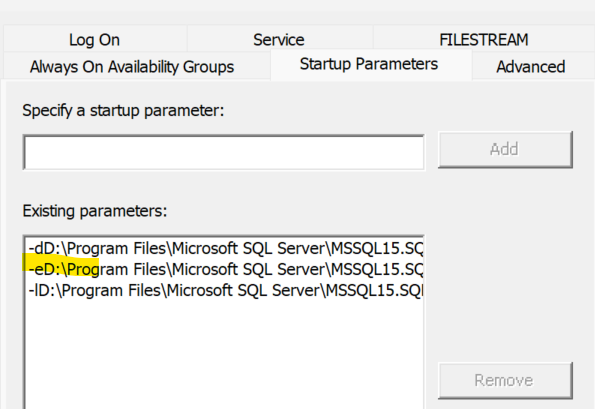 Log On Service FILESTREAM
Always On Availability Groups Startup Parameters Advanced
Specify a startup parameter:
Add
Existing parameters:
-dD:\Program Files\Microsoft SQL Server\MSSQL15.SQ
-eD:\Program Files\Microsoft SQL Server\MSSQL15.SQ
-lD:\Program Files\Microsoft SQL Server\MSSQL15.SQ
Remove